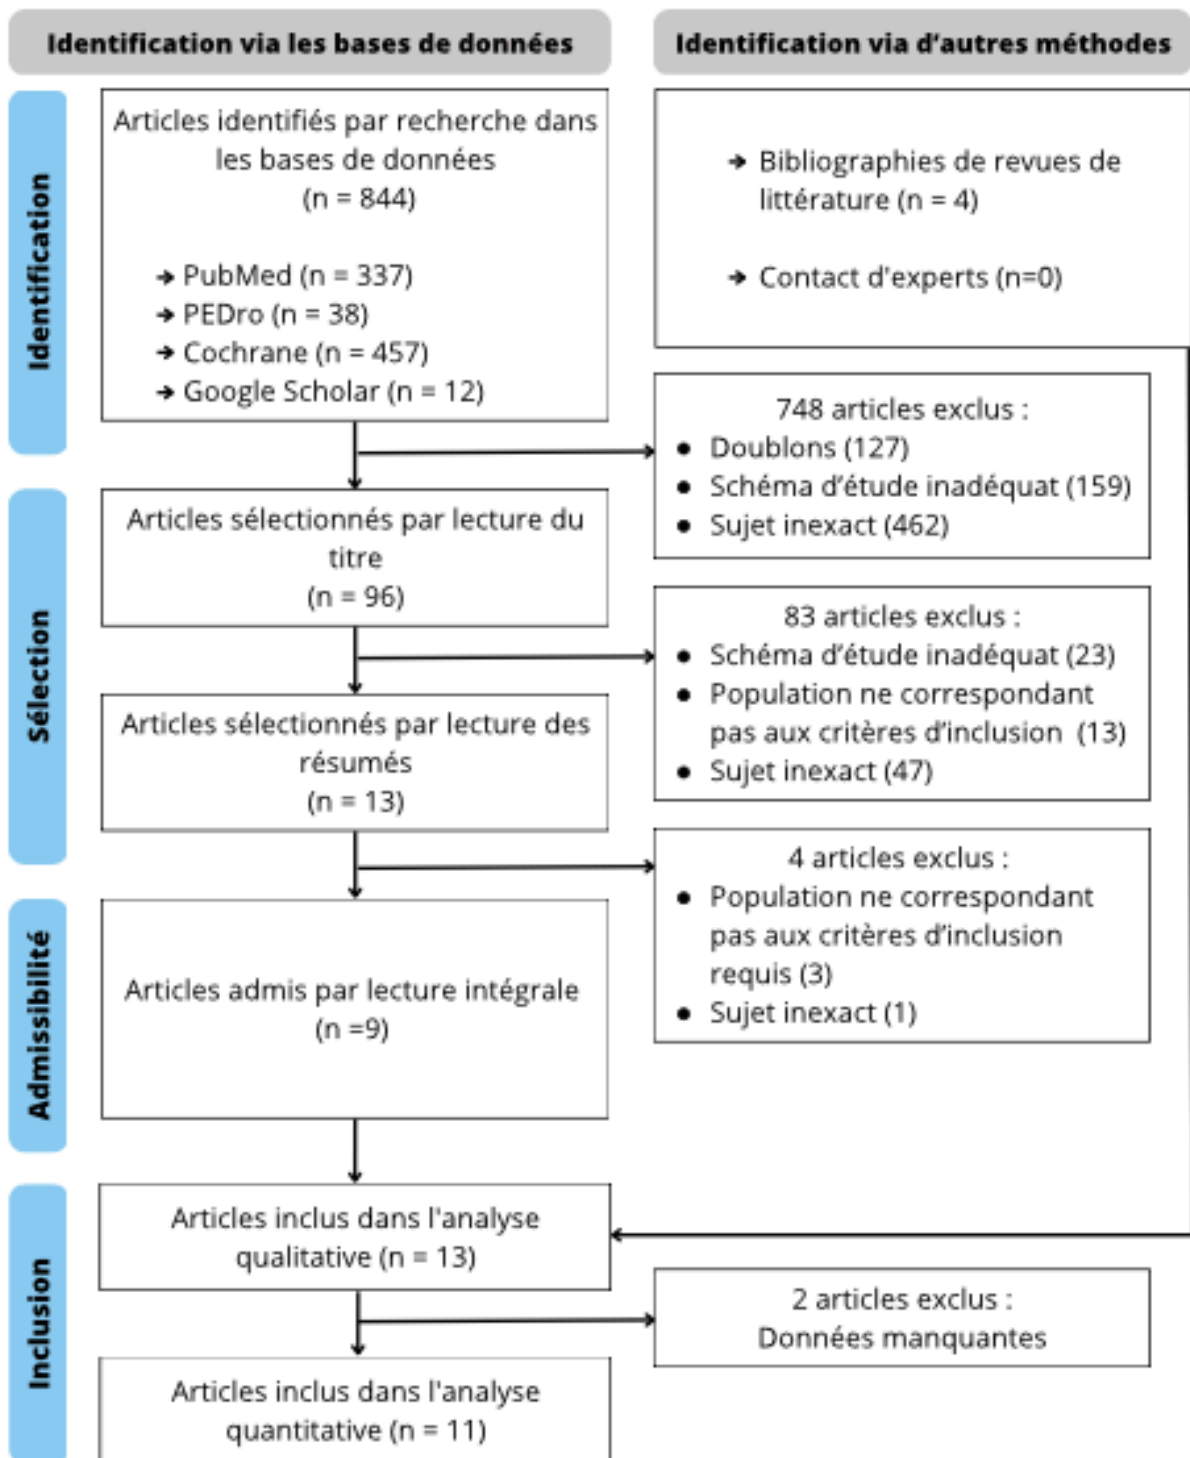 Identification via les bases de données
Identification via d’autres méthodes
Identification
Articles identifiés par recherche dans
les bases de données
(n = 844)
➔ PubMed (n = 337)
➔ PEDro (n = 38)
➔ Cochrane (n = 457)
➔ Google Scholar (n = 12)
➔ Bibliographies de revues de
littérature (n = 4)
➔ Contact d'experts (n=0)
748 articles exclus :
● Doublons (127)
● Schéma d’étude inadéquat (159)
● Sujet inexact (462)
Sélection
Articles sélectionnés par lecture du
titre
(n = 96)
83 articles exclus :
● Schéma d’étude inadéquat (23)
● Population ne correspondant
pas aux critères d’inclusion (13)
● Sujet inexact (47)
Articles sélectionnés par lecture des
résumés
(n = 13)
4 articles exclus :
● Population ne correspondant
pas aux critères d’inclusion
requis (3)
● Sujet inexact (1)
Admissibilité
Articles admis par lecture intégrale
(n =9)
Inclusion
Articles inclus dans l'analyse
qualitative (n = 13)
2 articles exclus :
Données manquantes
Articles inclus dans l'analyse
quantitative (n = 11)